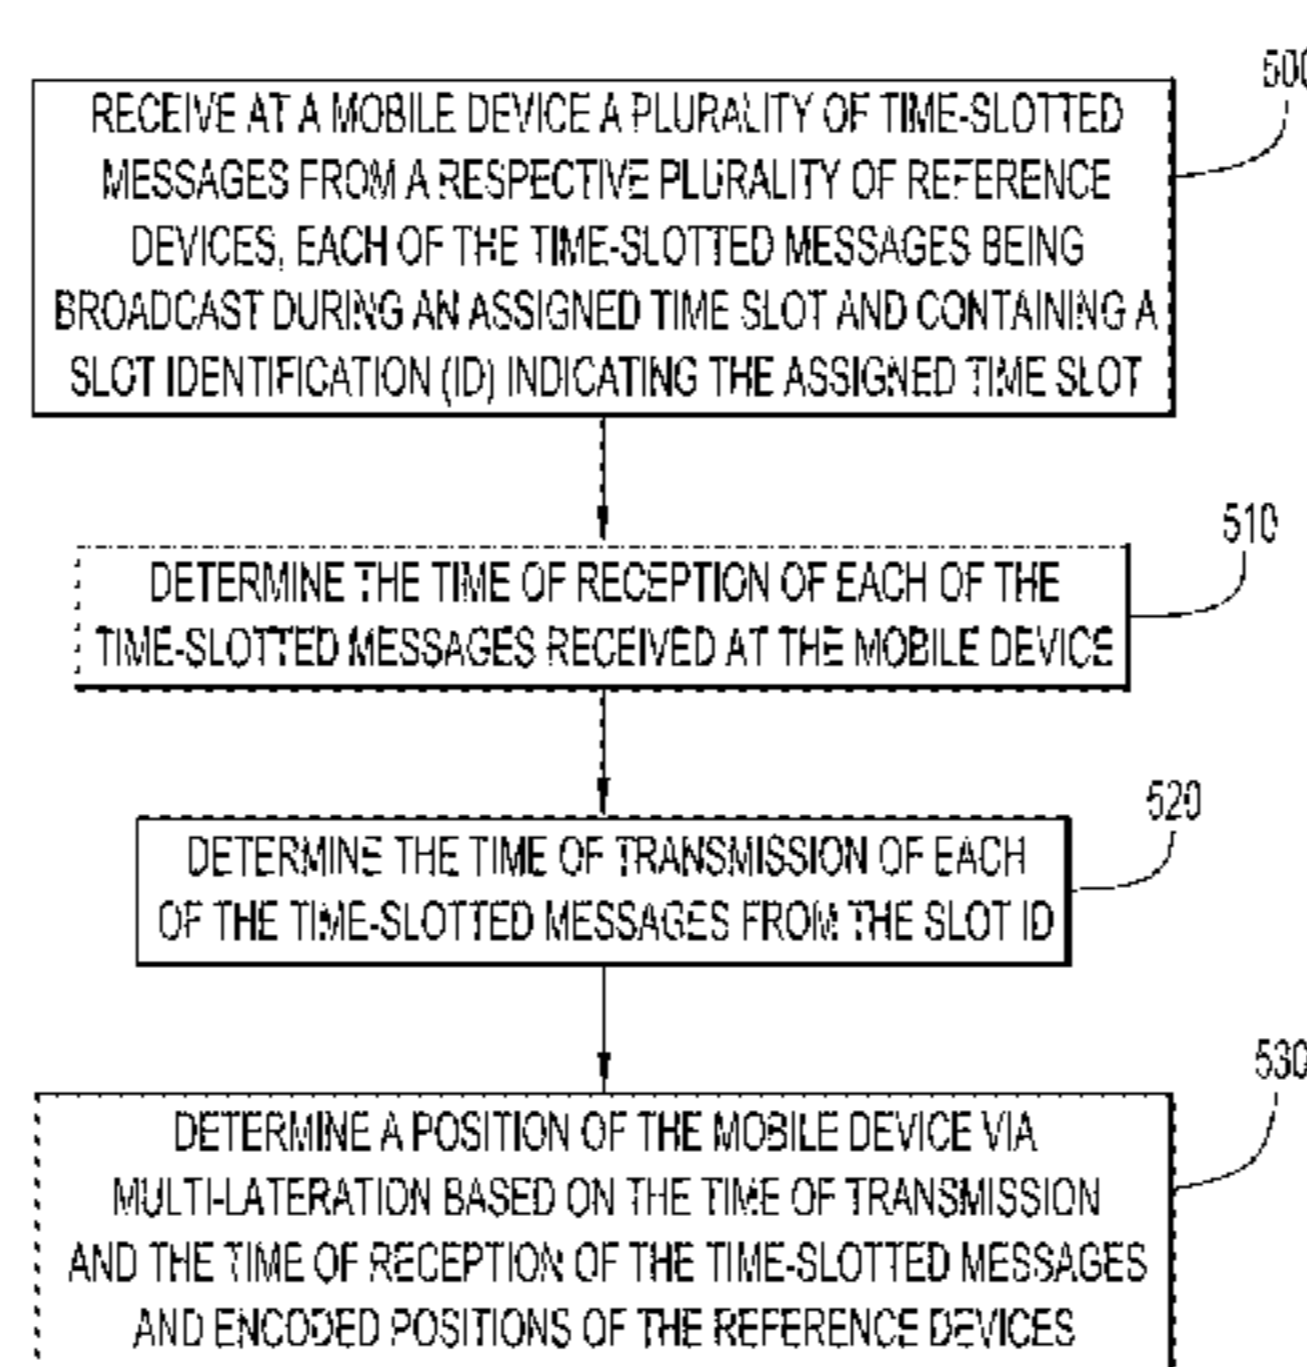 500
RECEIVE AT A MOBILE DEVICE A PLURALITY OF TIME-SLOTTED
MESSAGES FROM A RESPECTIVE PLURALITY OF REFERENCE
DEVICES, EACH OF THE TIME-SLOTTED MESSAGES BEING
BROADCAST DURING AN ASSIGNED TIME SLOT AND CONTAINING A
SLOT IDENTIFICATION (ID) INDICATING THE ASSIGNED TIME SLOT
510
DETERMINE THE TIME OF RECEPTION OF EACH OF THE
TIME-SLOTTED MESSAGES RECEIVED AT THE MOBILE DEVICE
520
DETERMINE THE TIME OF TRANSMISSION OF EACH
OF THE TIME-SLOTTED MESSAGES FROM THE SLOT ID
530
DETERMINE A POSITION OF THE MOBILE DEVICE VIA
MULTI-LATERATION BASED ON THE TIME OF TRANSMISSION
AND THE TIME OF RECEPTION OF THE TIME-SLOTTED MESSAGES
AND ENCODED POSITIONS OF THE REFERENCE DEVICES